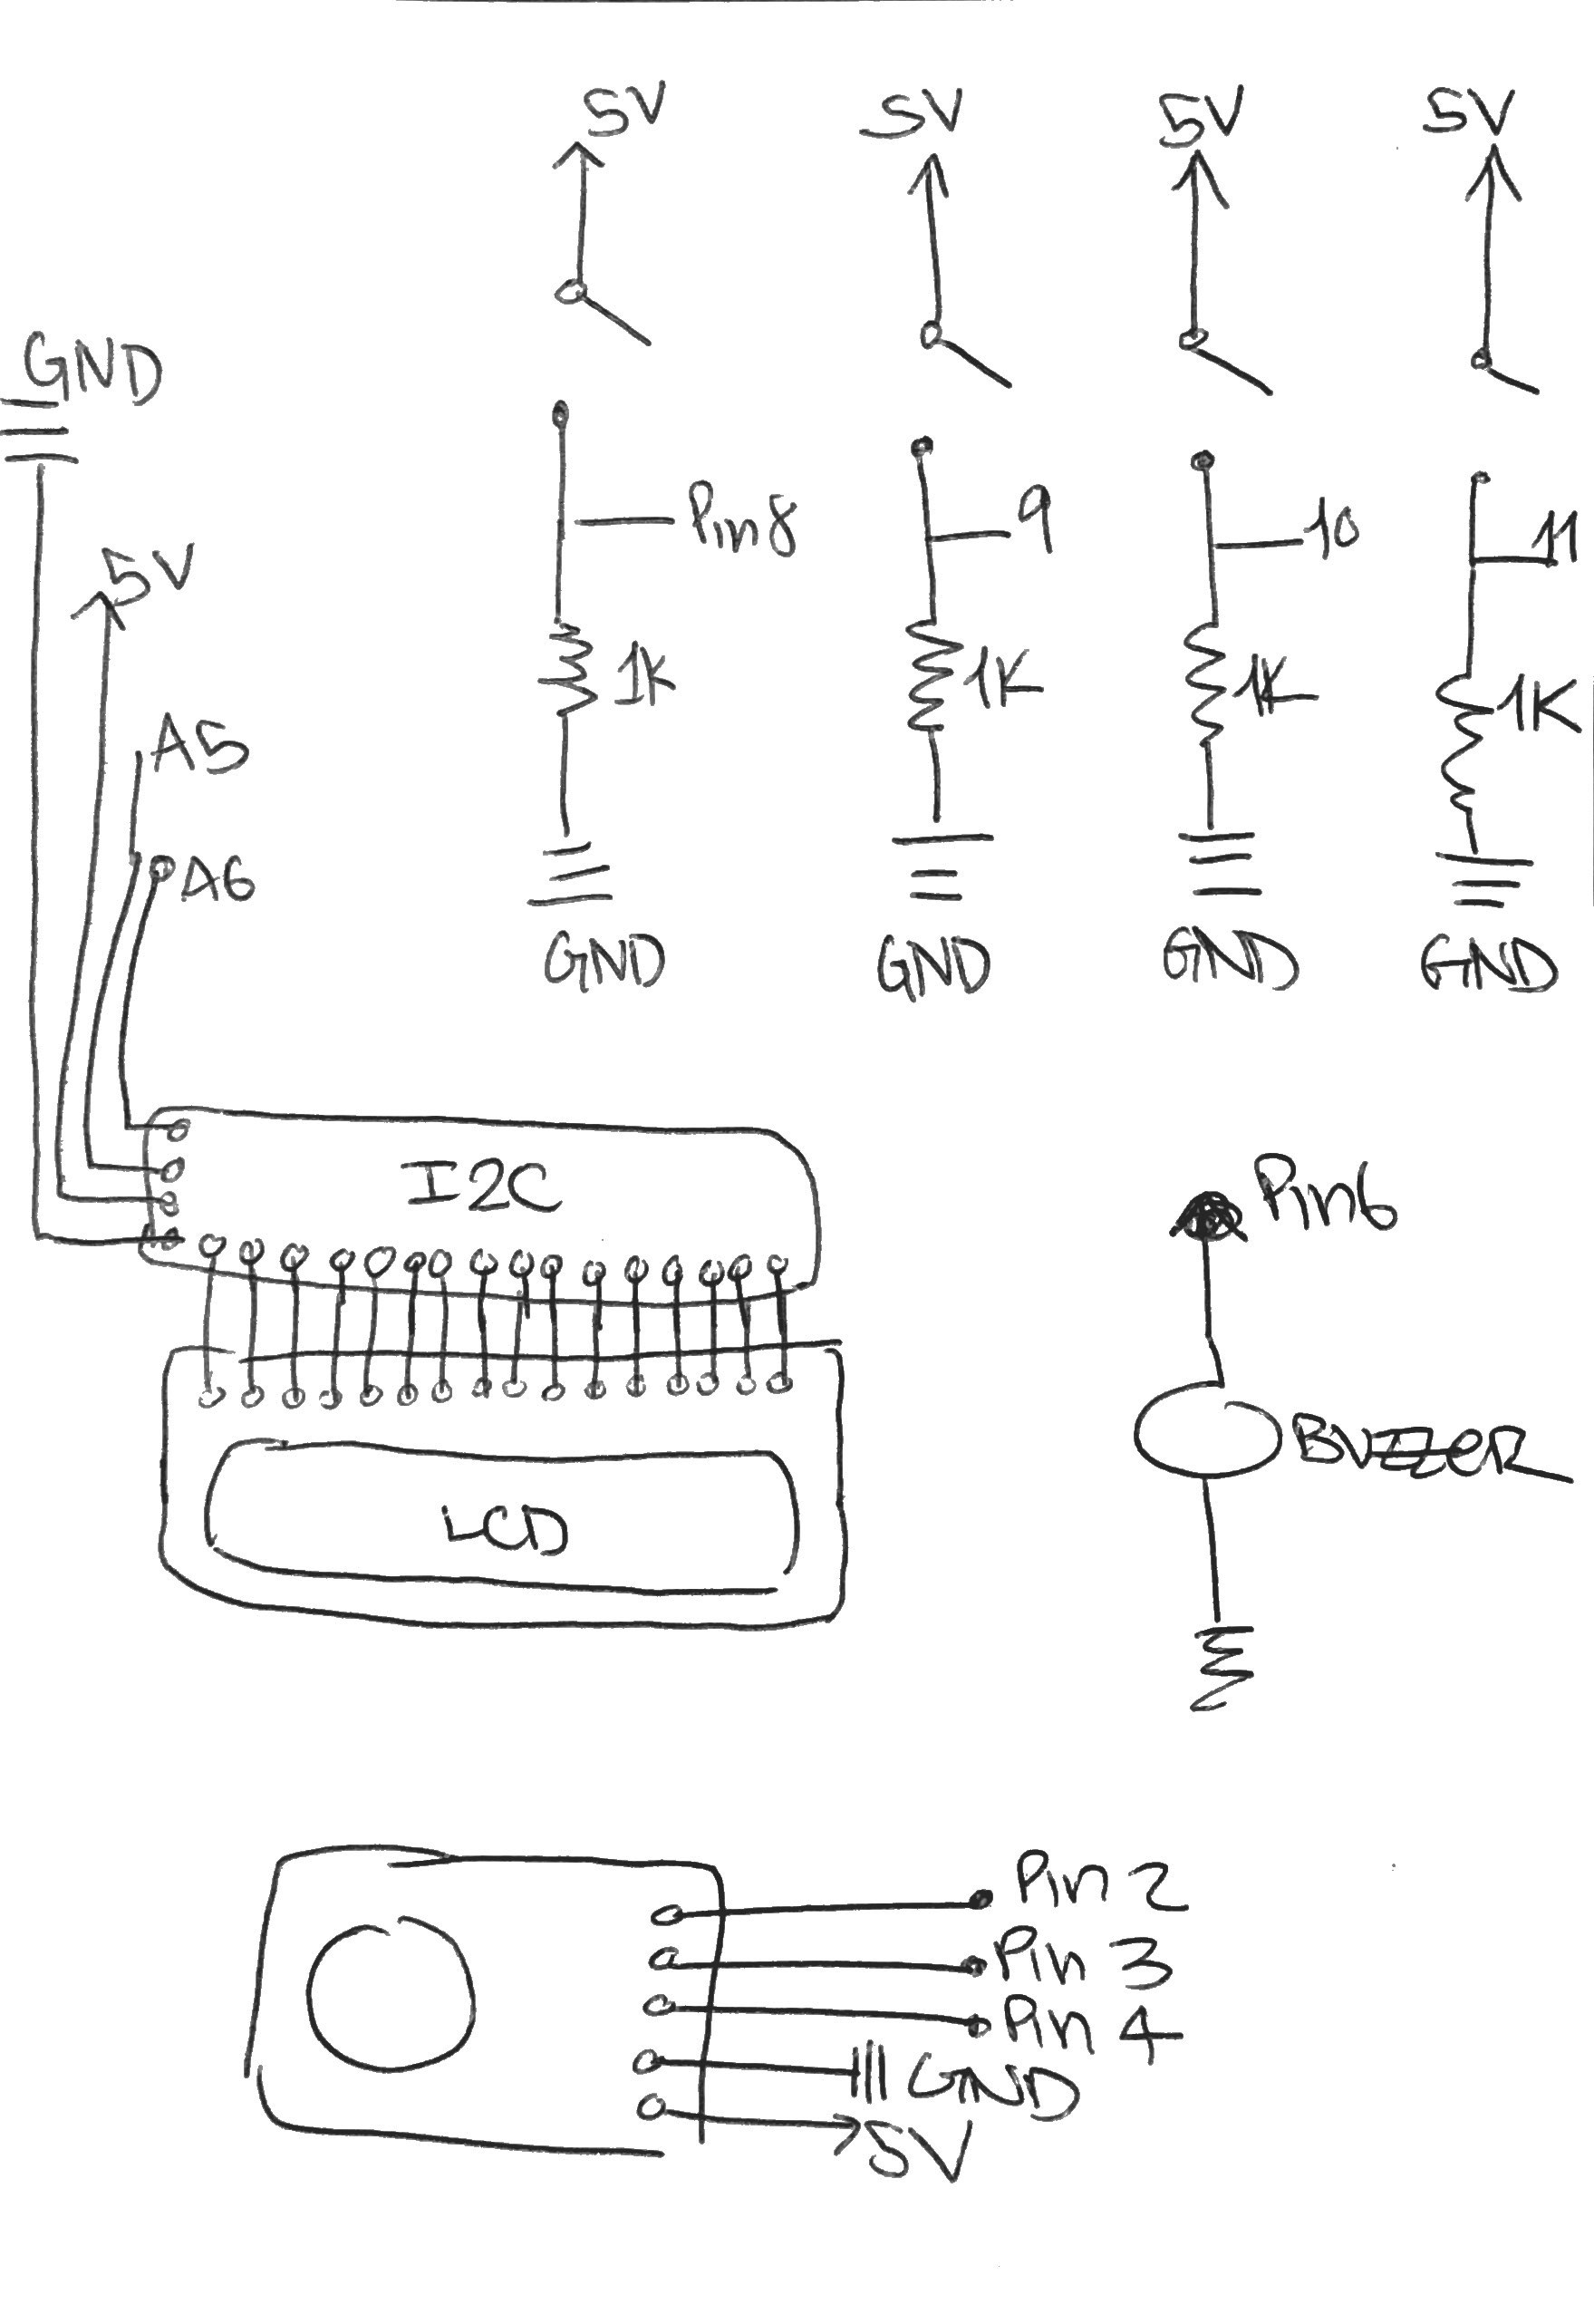 5V 5V 5V 5V
GND
Pin8 9 10 11
5V
1K 1K 1K 1K
A5
A6
GND GND GND GND
I2C
Pin6
BUZZER
LCD
Pin 2
Pin 3
Pin 4
GND
5V